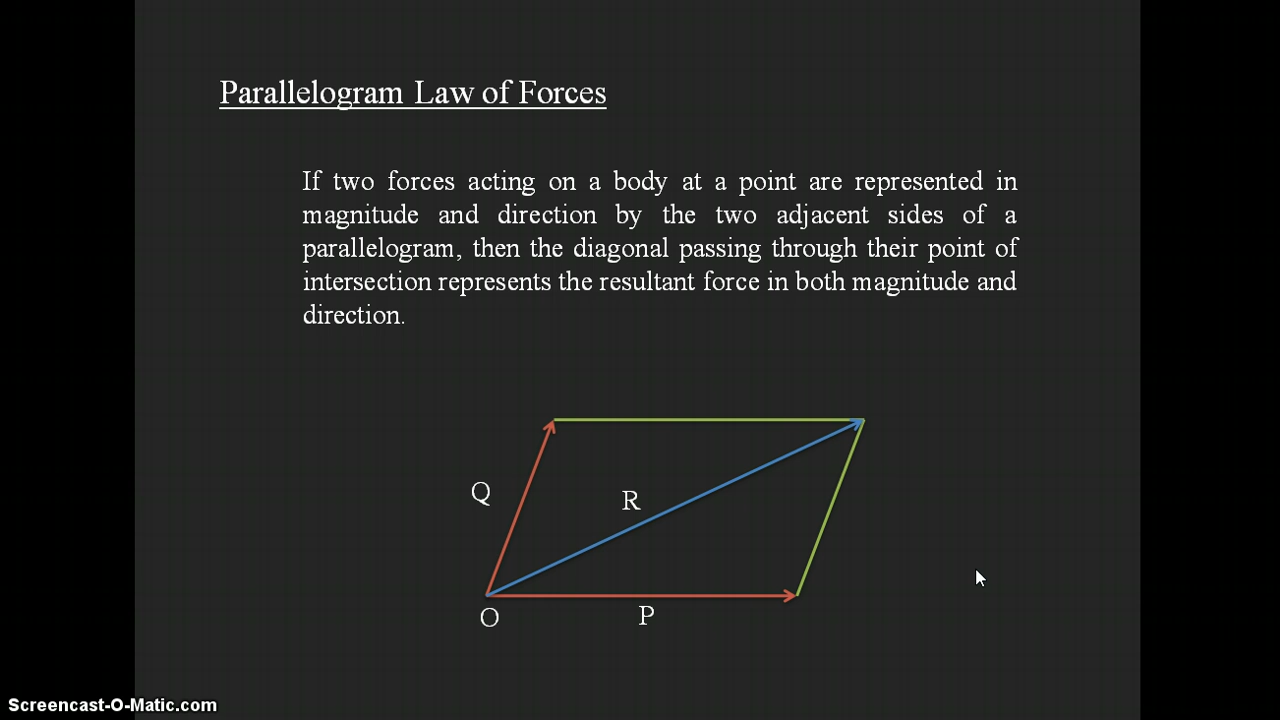 Parallelogram Law of Forces
If two forces acting on a body at a point are represented in
magnitude and direction by the two adjacent sides of a
parallelogram, then the diagonal passing through their point of
intersection represents the resultant force in both magnitude and
direction.
Q
R
O
P
Screencast-O-Matic.com